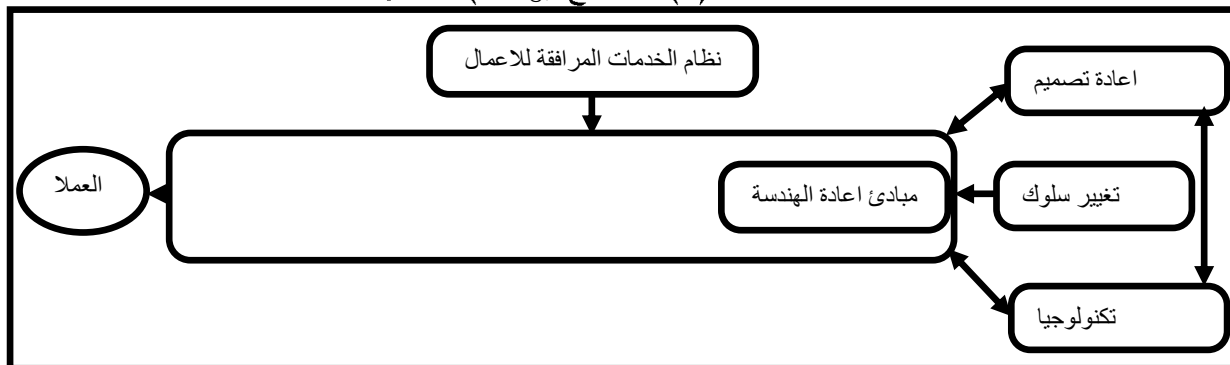 نظام الخدمات المرافقة للاعمال
اعادة تصميم
العملا
مبادئ اعادة الهندسة
تغيير سلوك
تكنولوجيا